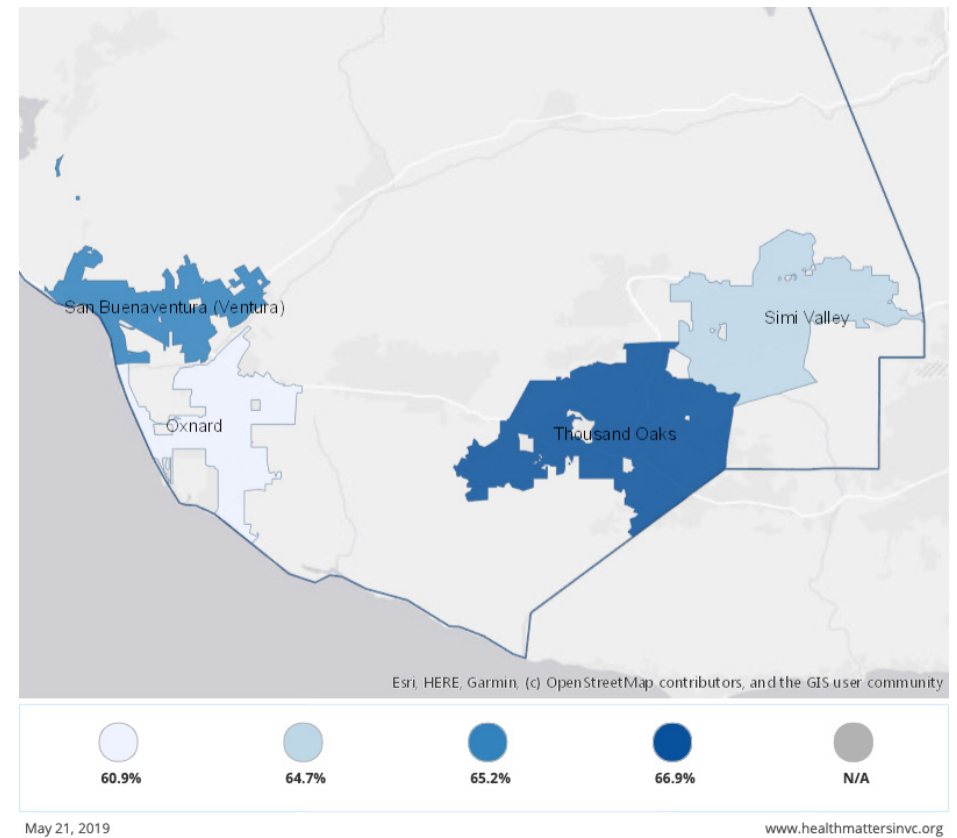 San Buenaventura (Ventura)
Simi Valley
Oxnard
Thousand Oaks
Esri, HERE, Garmin, (c) OpenStreetMap contributors, and the GIS user community
60.9%
64.7%
65.2%
66.9%
N/A
May 21, 2019
www.healthmattersinvc.org